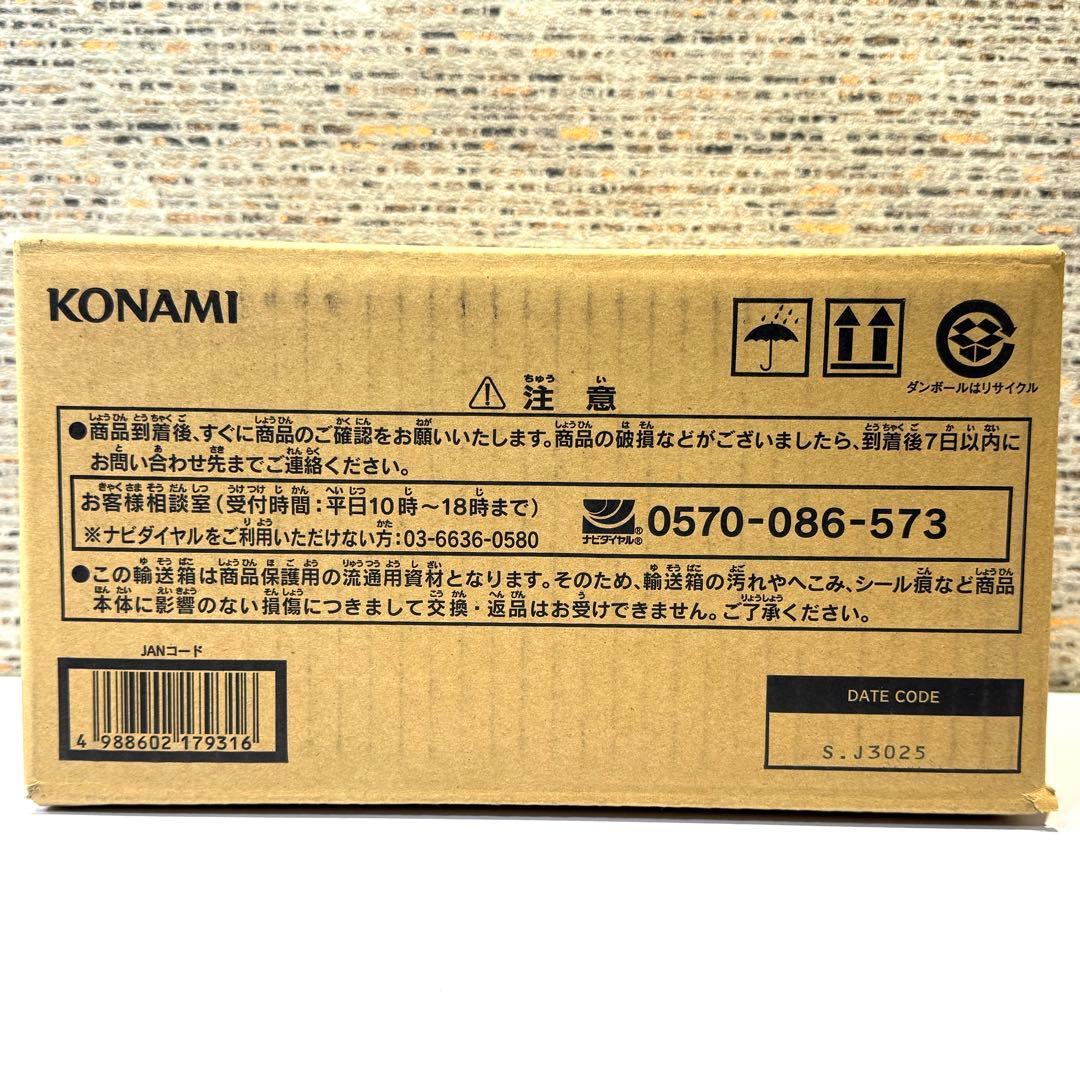 KONAMI
ダンボールはリサイクル
⚠ 注意
●商品到着後、すぐに商品のご確認をお願いいたします。商品の破損などがございましたら、到着後7日以内に
お問い合わせ先までご連絡ください。
お客様相談室(受付時間:平日10時～18時まで)
※ナビダイヤルをご利用いただけない方:03-6636-0580
ナビダイヤル® ® 0570-086-573
●この輸送箱は商品保護用の流通用資材となります。そのため、輸送箱の汚れやへこみ、シール痕など商品
本体に影響のない損傷につきまして交換・返品はお受けできません。ご了承ください。
JANコード
4 988602 179316
DATE CODE
S.J3025